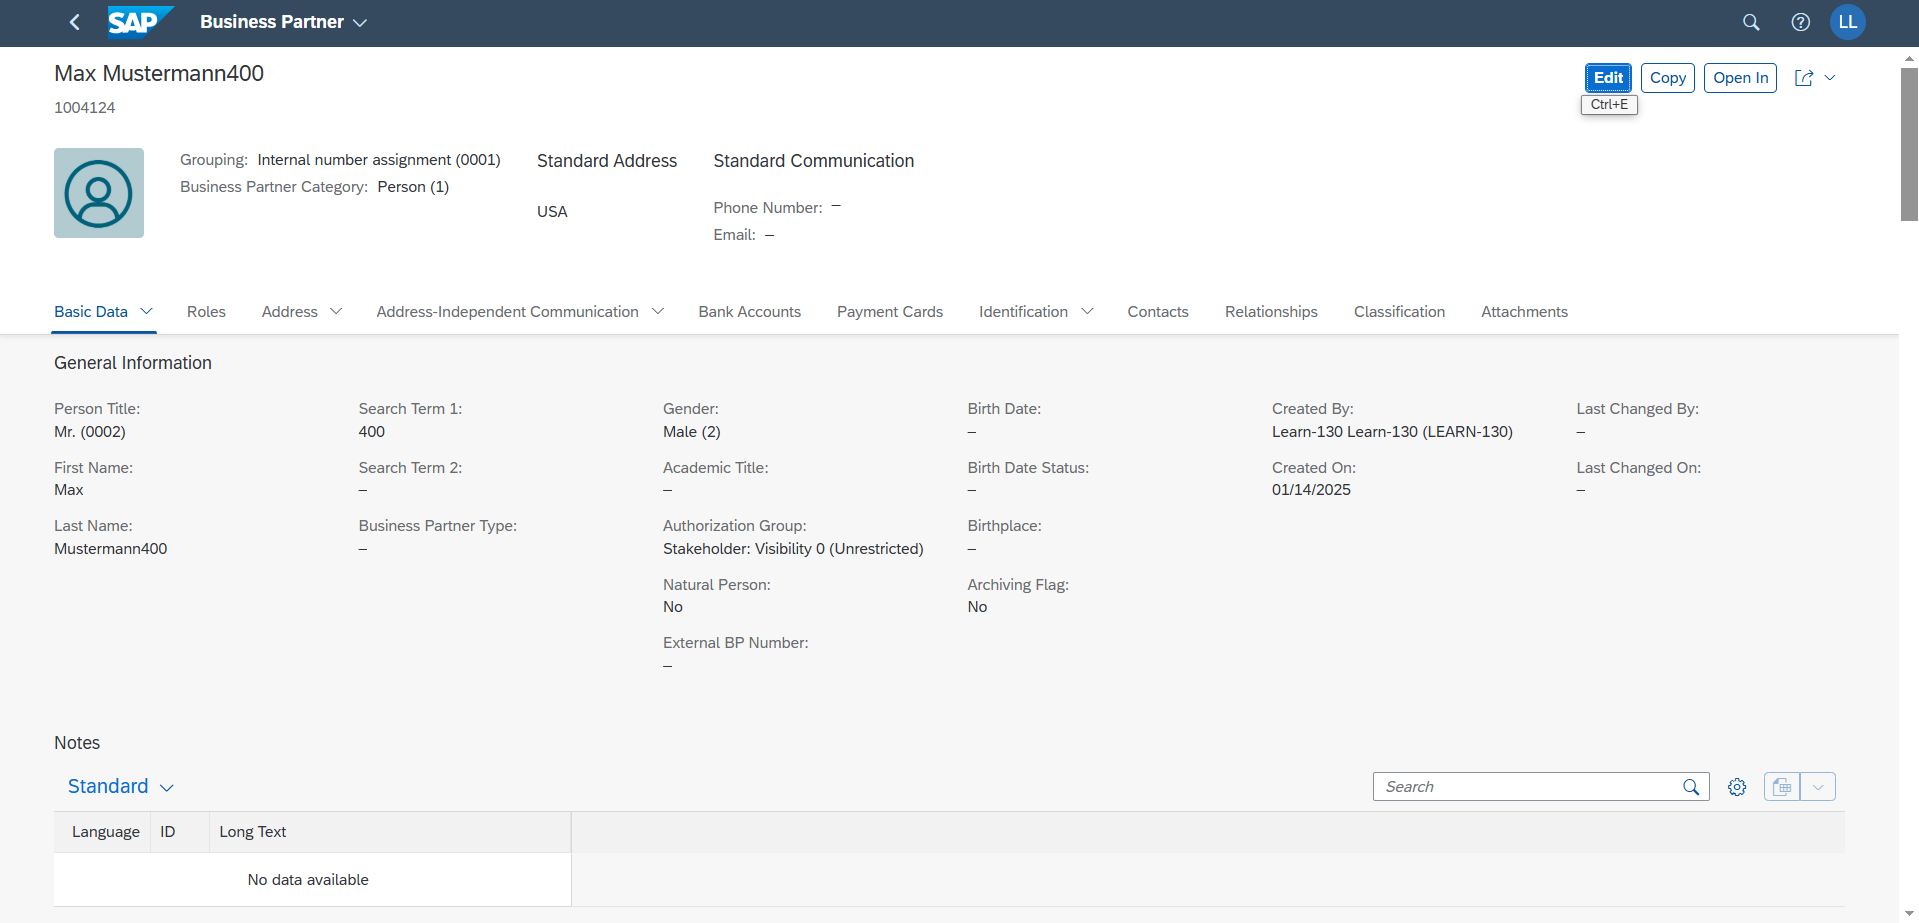 SAP Business Partner LL
Max Mustermann400
1004124
Edit Copy Open In
Ctrl+E
Grouping: Internal number assignment (0001)
Business Partner Category: Person (1)
Standard Address
USA
Standard Communication
Phone Number: –
Email: –
Basic Data Roles Address Address-Independent Communication Bank Accounts Payment Cards Identification Contacts Relationships Classification Attachments
General Information
Person Title:
Mr. (0002)
First Name:
Max
Last Name:
Mustermann400
Search Term 1:
400
Search Term 2:
–
Business Partner Type:
–
Gender:
Male (2)
Academic Title:
–
Authorization Group:
Stakeholder: Visibility 0 (Unrestricted)
Natural Person:
No
External BP Number:
–
Birth Date:
–
Birth Date Status:
–
Birthplace:
–
Archiving Flag:
No
Created By:
Learn-130 Learn-130 (LEARN-130)
Created On:
01/14/2025
Last Changed By:
–
Last Changed On:
–
Notes
Standard
Search
Language ID Long Text
No data available